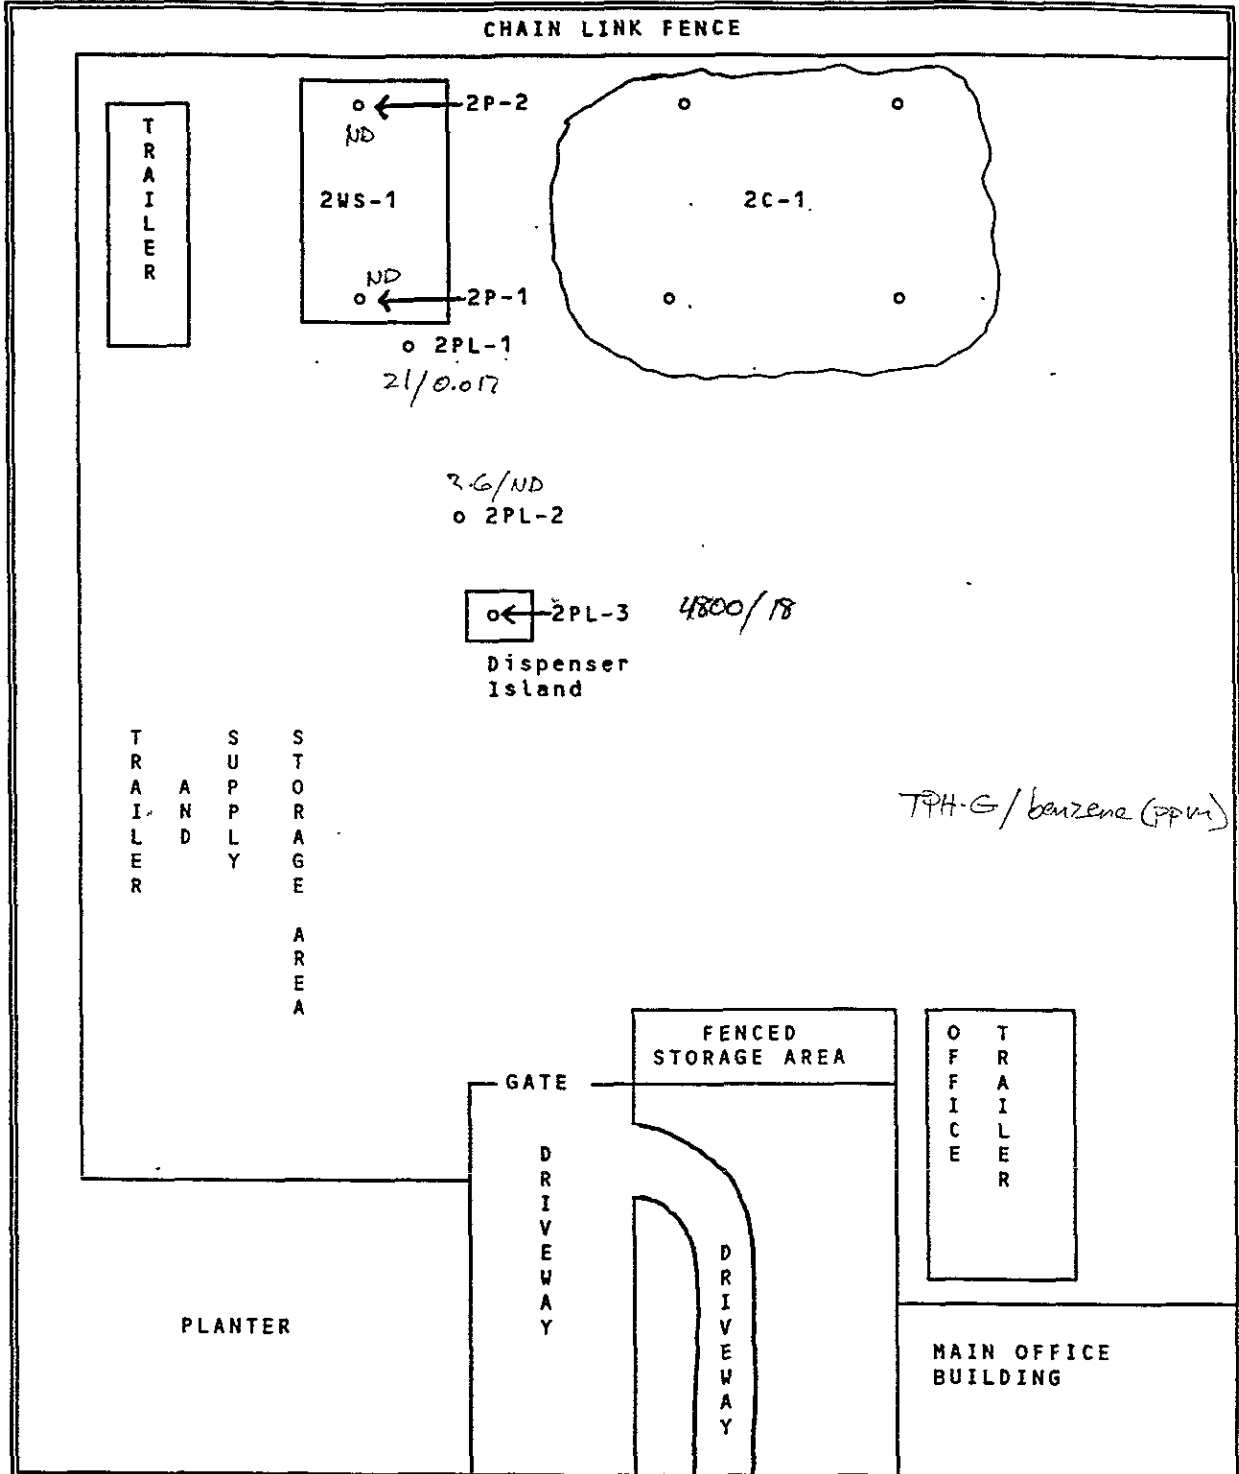 CHAIN LINK FENCE
TRAILER
2P-2
ND
2WS-1
2C-1
ND
2P-1
2PL-1
21/0.017
/ND
2PL-2
2PL-3
4800/18
Dispenser
Island
TRAILER
AND
SUPPLY
STORAGE AREA
TPH-G/benzene (ppm)
FENCED
STORAGE AREA
OFFICE
TRAILER
GATE
DRIVEWAY
DRIVEWAY
PLANTER
MAIN OFFICE
BUILDING